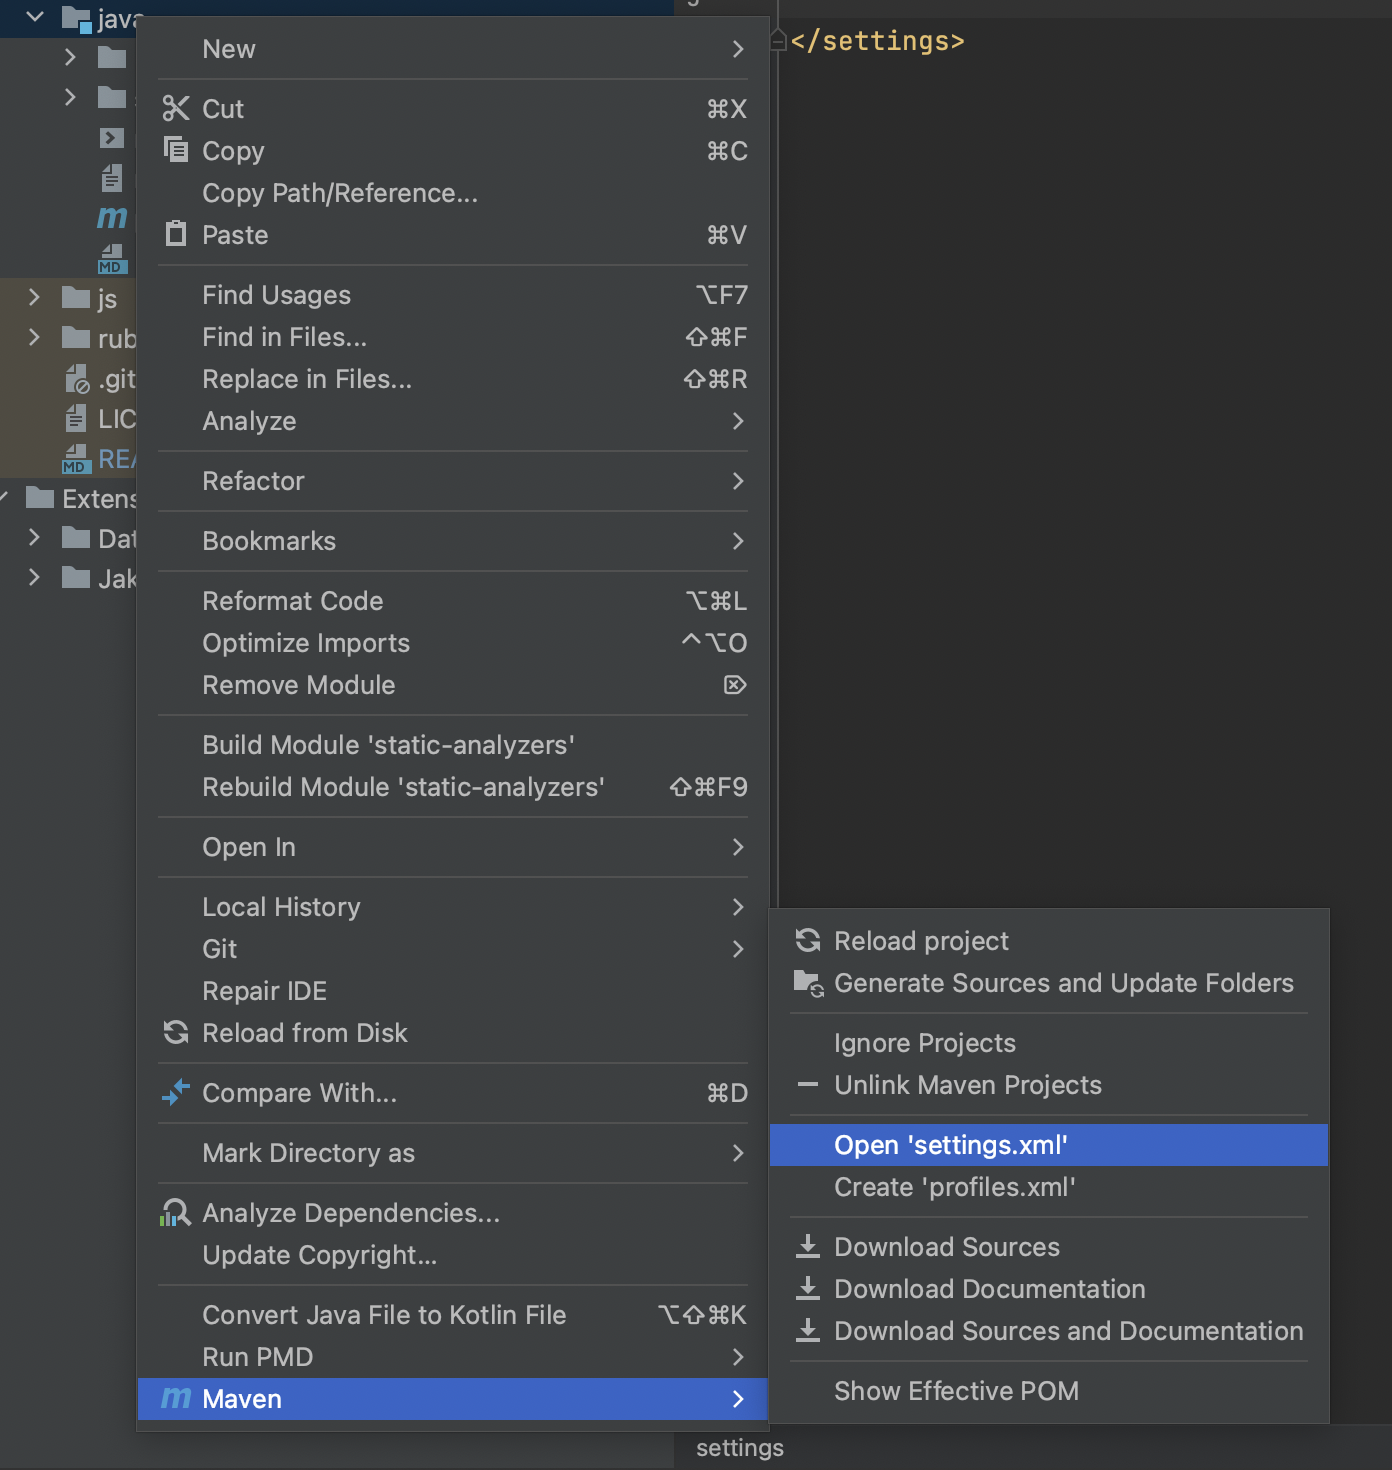 java
</settings>
New
Cut ⌘X
Copy ⌘C
Copy Path/Reference...
Paste ⌘V
Find Usages ⌥F7
Find in Files... ⇧⌘F
Replace in Files... ⇧⌘R
Analyze
Refactor
Bookmarks
Reformat Code ⌥⌘L
Optimize Imports ^⌥O
Remove Module ⌦
Build Module 'static-analyzers'
Rebuild Module 'static-analyzers' ⇧⌘F9
Open In
Local History
Git
Repair IDE
Reload from Disk
Compare With... ⌘D
Mark Directory as
Analyze Dependencies...
Update Copyright...
Convert Java File to Kotlin File ⌥⇧⌘K
Run PMD
m Maven
m
MD
js
rub
.git
LIC
MD REA
Extens
Dat
Jak
Reload project
Generate Sources and Update Folders
Ignore Projects
Unlink Maven Projects
Open 'settings.xml'
Create 'profiles.xml'
Download Sources
Download Documentation
Download Sources and Documentation
Show Effective POM
settings